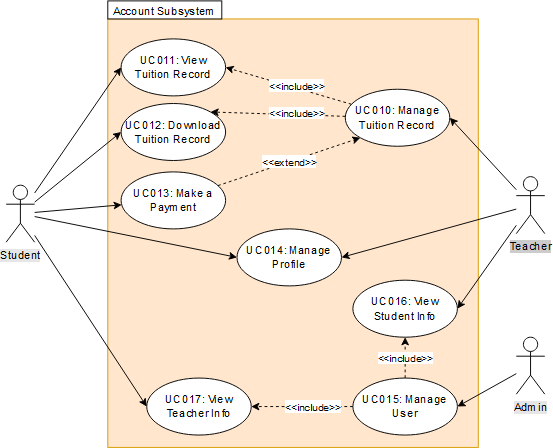 Account Subsystem
UC011: View
Tuition Record
<<include>>
UC012: Download
Tuition Record
<<include>>
UC010: Manage
Tuition Record
<<extend>>
UC013: Make a
Payment
Student
Teacher
UC014: Manage
Profile
UC016: View
Student Info
<<include>>
UC017: View
Teacher Info
<<include>>
UC015: Manage
User
Admin